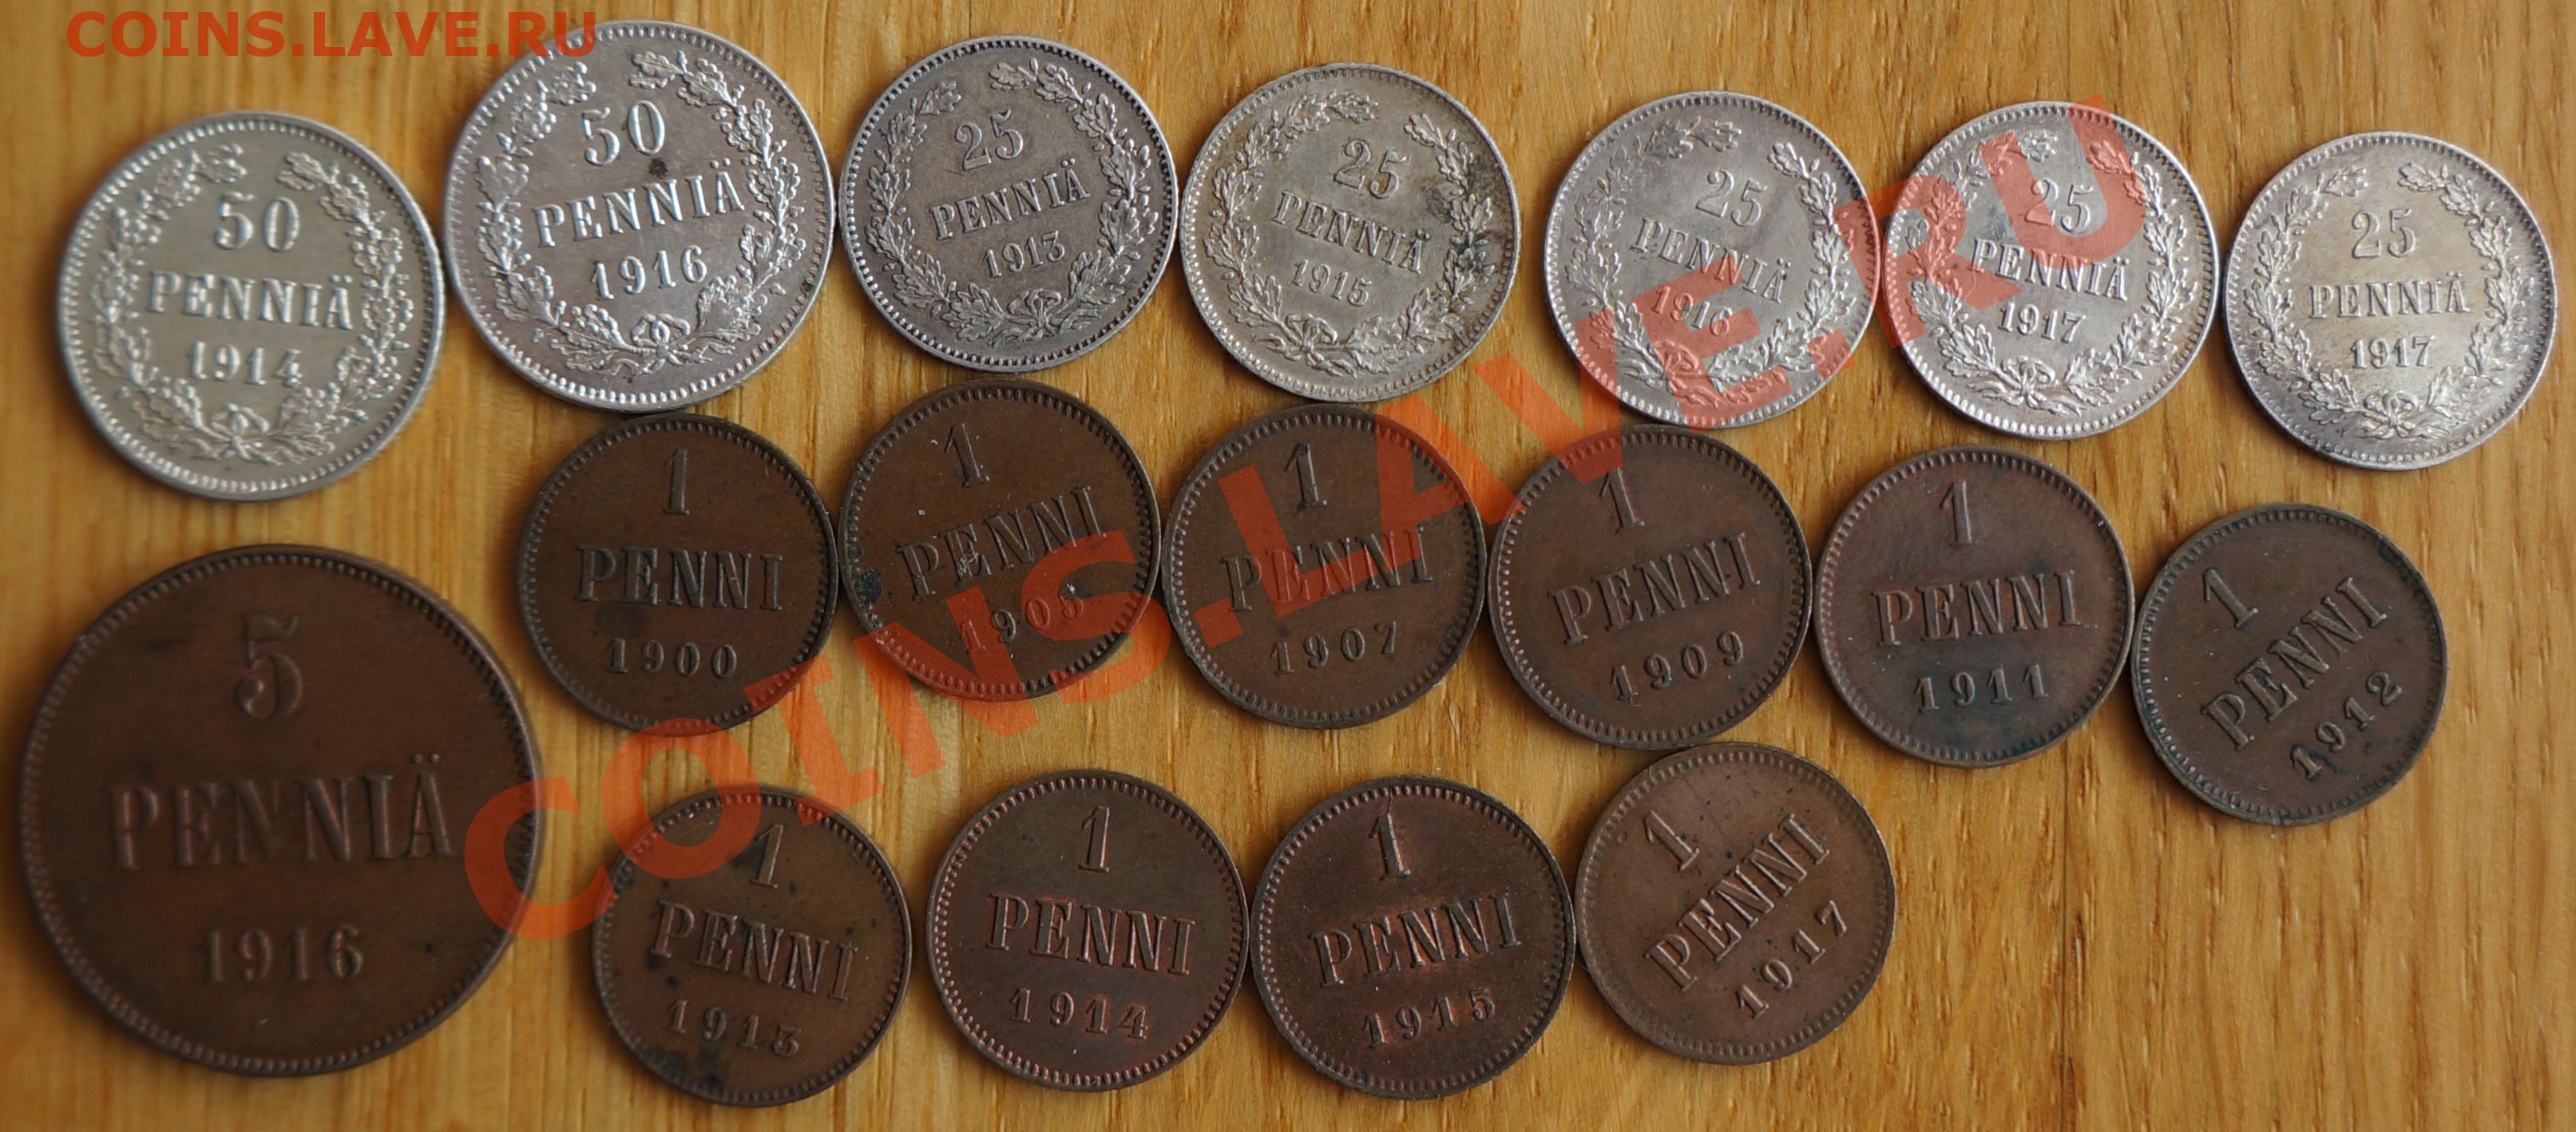 COINS.LAVE.RU
50
PENNIÄ
1914
50
PENNIÄ
1916
25
PENNIÄ
1913
25
PENNIÄ
1915
25
PENNIÄ
1916
25
PENNIÄ
1917
25
PENNIÄ
1917
5
PENNIÄ
1916
1
PENNI
1900
1
PENNI
1905
1
PENNI
1907
1
PENNI
1909
1
PENNI
1911
1
PENNI
1912
1
PENNI
1913
1
PENNI
1914
1
PENNI
1915
1
PENNI
1917
COINS.LAVE.RU